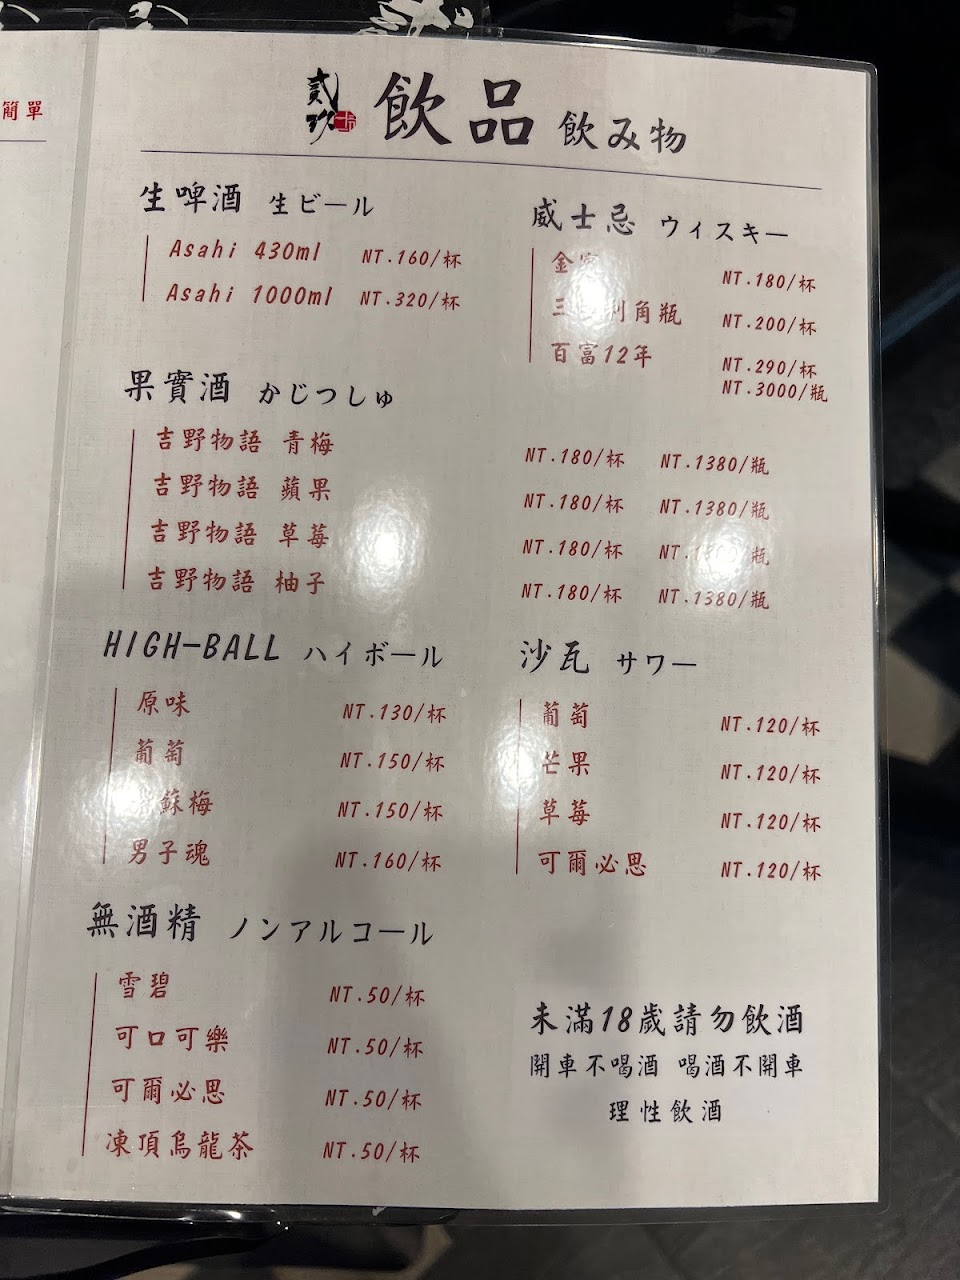 簡單
貳玖
飲品 飲み物
生啤酒 生ビール
Asahi 430ml NT.160/杯
Asahi 1000ml NT.320/杯
威士忌 ウィスキー
金 NT.180/杯
三 利角瓶 NT.200/杯
百富12年 NT.290/杯
NT.3000/瓶
果實酒 かじつしゅ
吉野物語 青梅 NT.180/杯 NT.1380/瓶
吉野物語 蘋果 NT.180/杯 NT.1380/瓶
吉野物語 草莓 NT.180/杯 NT.1380/瓶
吉野物語 柚子 NT.180/杯 NT.1380/瓶
HIGH-BALL ハイボール
原味 NT.130/杯
葡萄 NT.150/杯
蘇梅 NT.150/杯
男子魂 NT.160/杯
沙瓦 サワー
葡萄 NT.120/杯
芒果 NT.120/杯
草莓 NT.120/杯
可爾必思 NT.120/杯
無酒精 ノンアルコール
雪碧 NT.50/杯
可口可樂 NT.50/杯
可爾必思 NT.50/杯
凍頂烏龍茶 NT.50/杯
未滿18歲請勿飲酒
開車不喝酒 喝酒不開車
理性飲酒